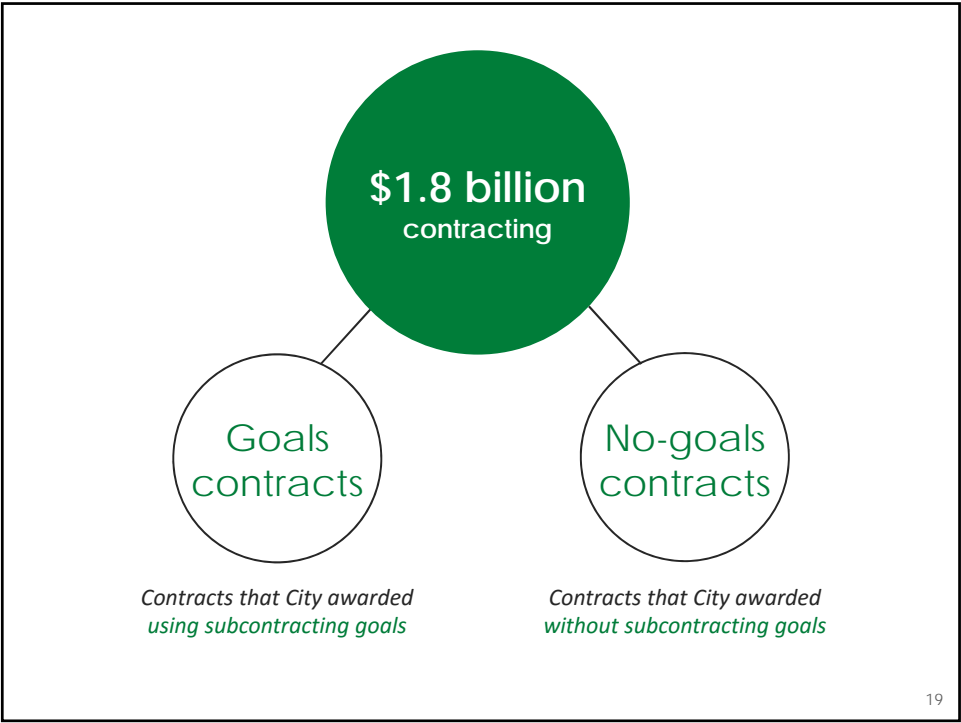 $1.8 billion
contracting
Goals
contracts
No-goals
contracts
Contracts that City awarded
using subcontracting goals
Contracts that City awarded
without subcontracting goals
19